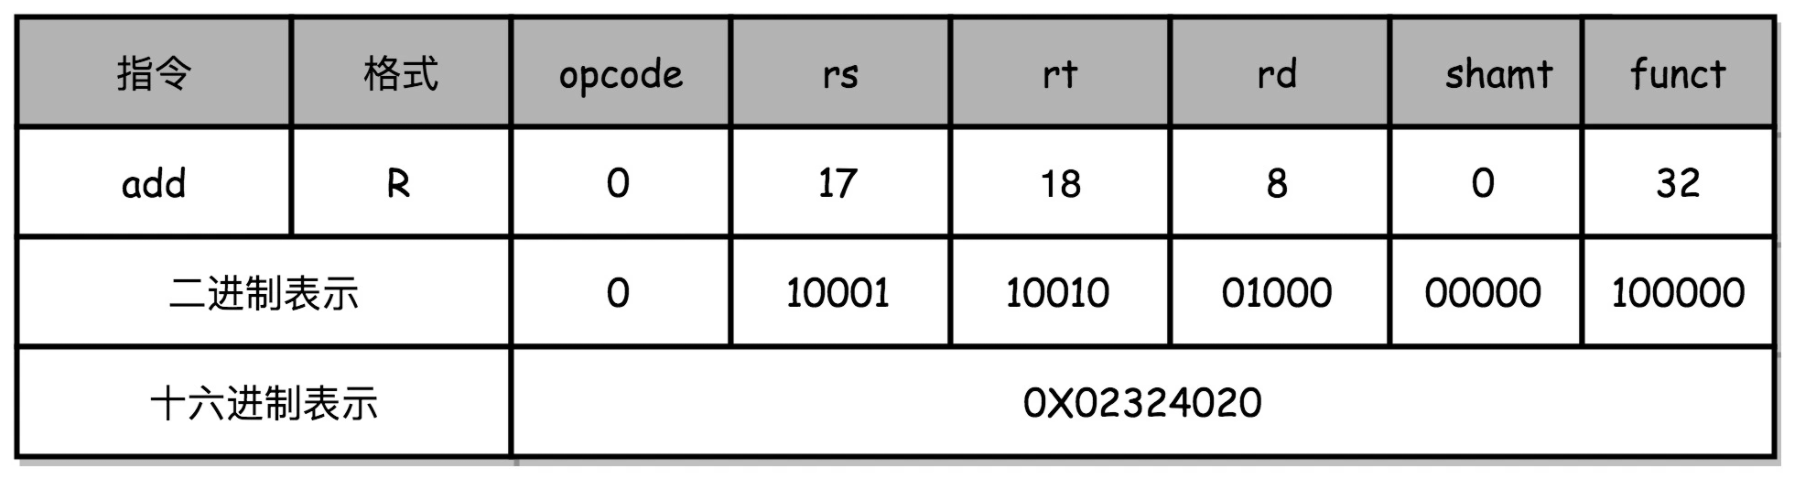 指令 格式 opcode rs rt rd shamt funct
add R 0 17 18 8 0 32
二进制表示 0 10001 10010 01000 00000 100000
十六进制表示 0X02324020